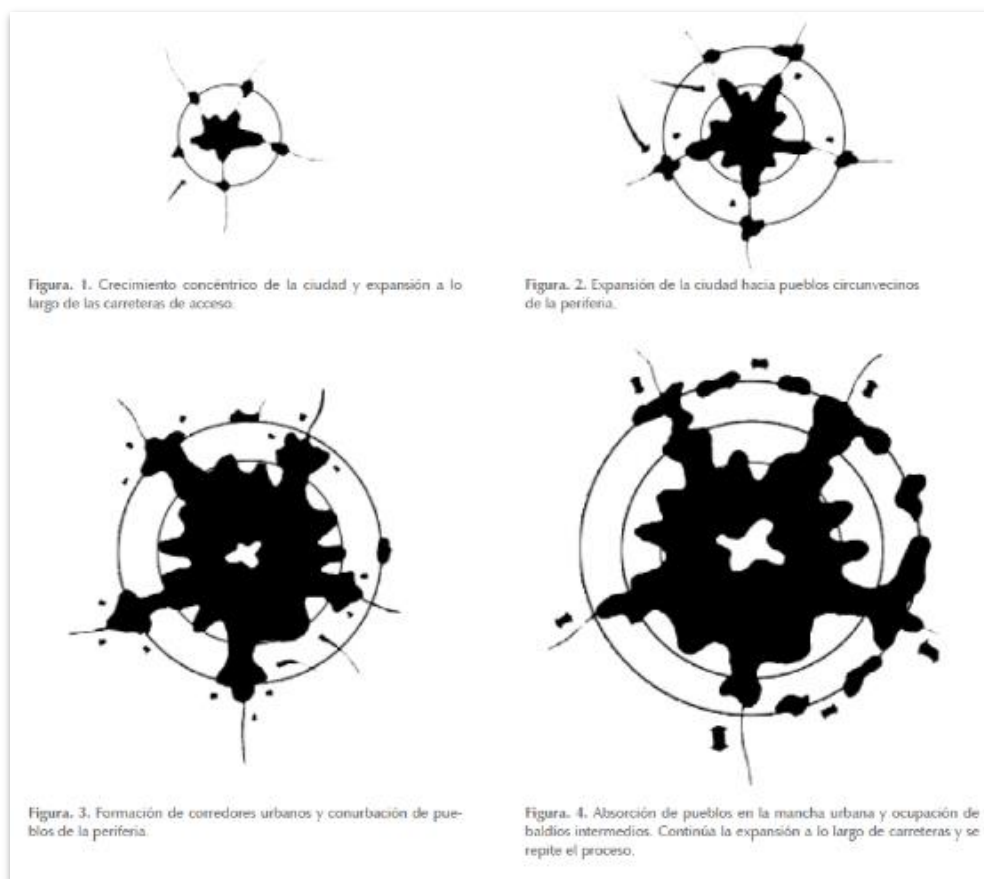 Figura. 1. Crecimiento concéntrico de la ciudad y expansión a lo
largo de las carreteras de acceso.
Figura. 2. Expansión de la ciudad hacia pueblos circunvecinos
de la periferia.
Figura. 3. Formación de corredores urbanos y conurbación de pue-
blos de la periferia.
Figura. 4. Absorción de pueblos en la mancha urbana y ocupación de
baldíos intermedios. Continúa la expansión a lo largo de carreteras y se
repite el proceso.